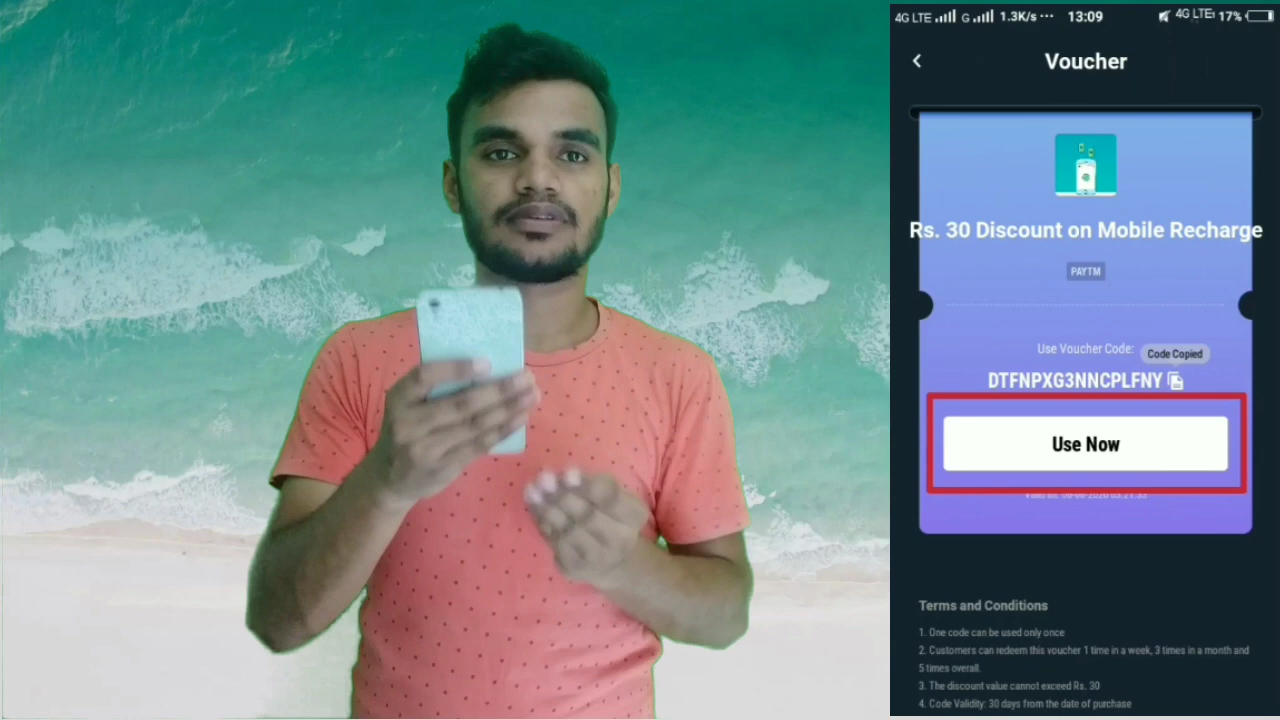 4G LTE G 1.3K/s ··· 13:09 4G LTE 17%
Voucher
Rs. 30 Discount on Mobile Recharge
PAYTM
Use Voucher Code:
Code Copied
DTFNPXG3NNCPLFNY
Use Now
Terms and Conditions
1. One code can be used only once
2. Customers can redeem this voucher 1 time in a week, 3 times in a month and
5 times overall.
3. The discount value cannot exceed Rs. 30
4. Code Validity: 30 days from the date of purchase